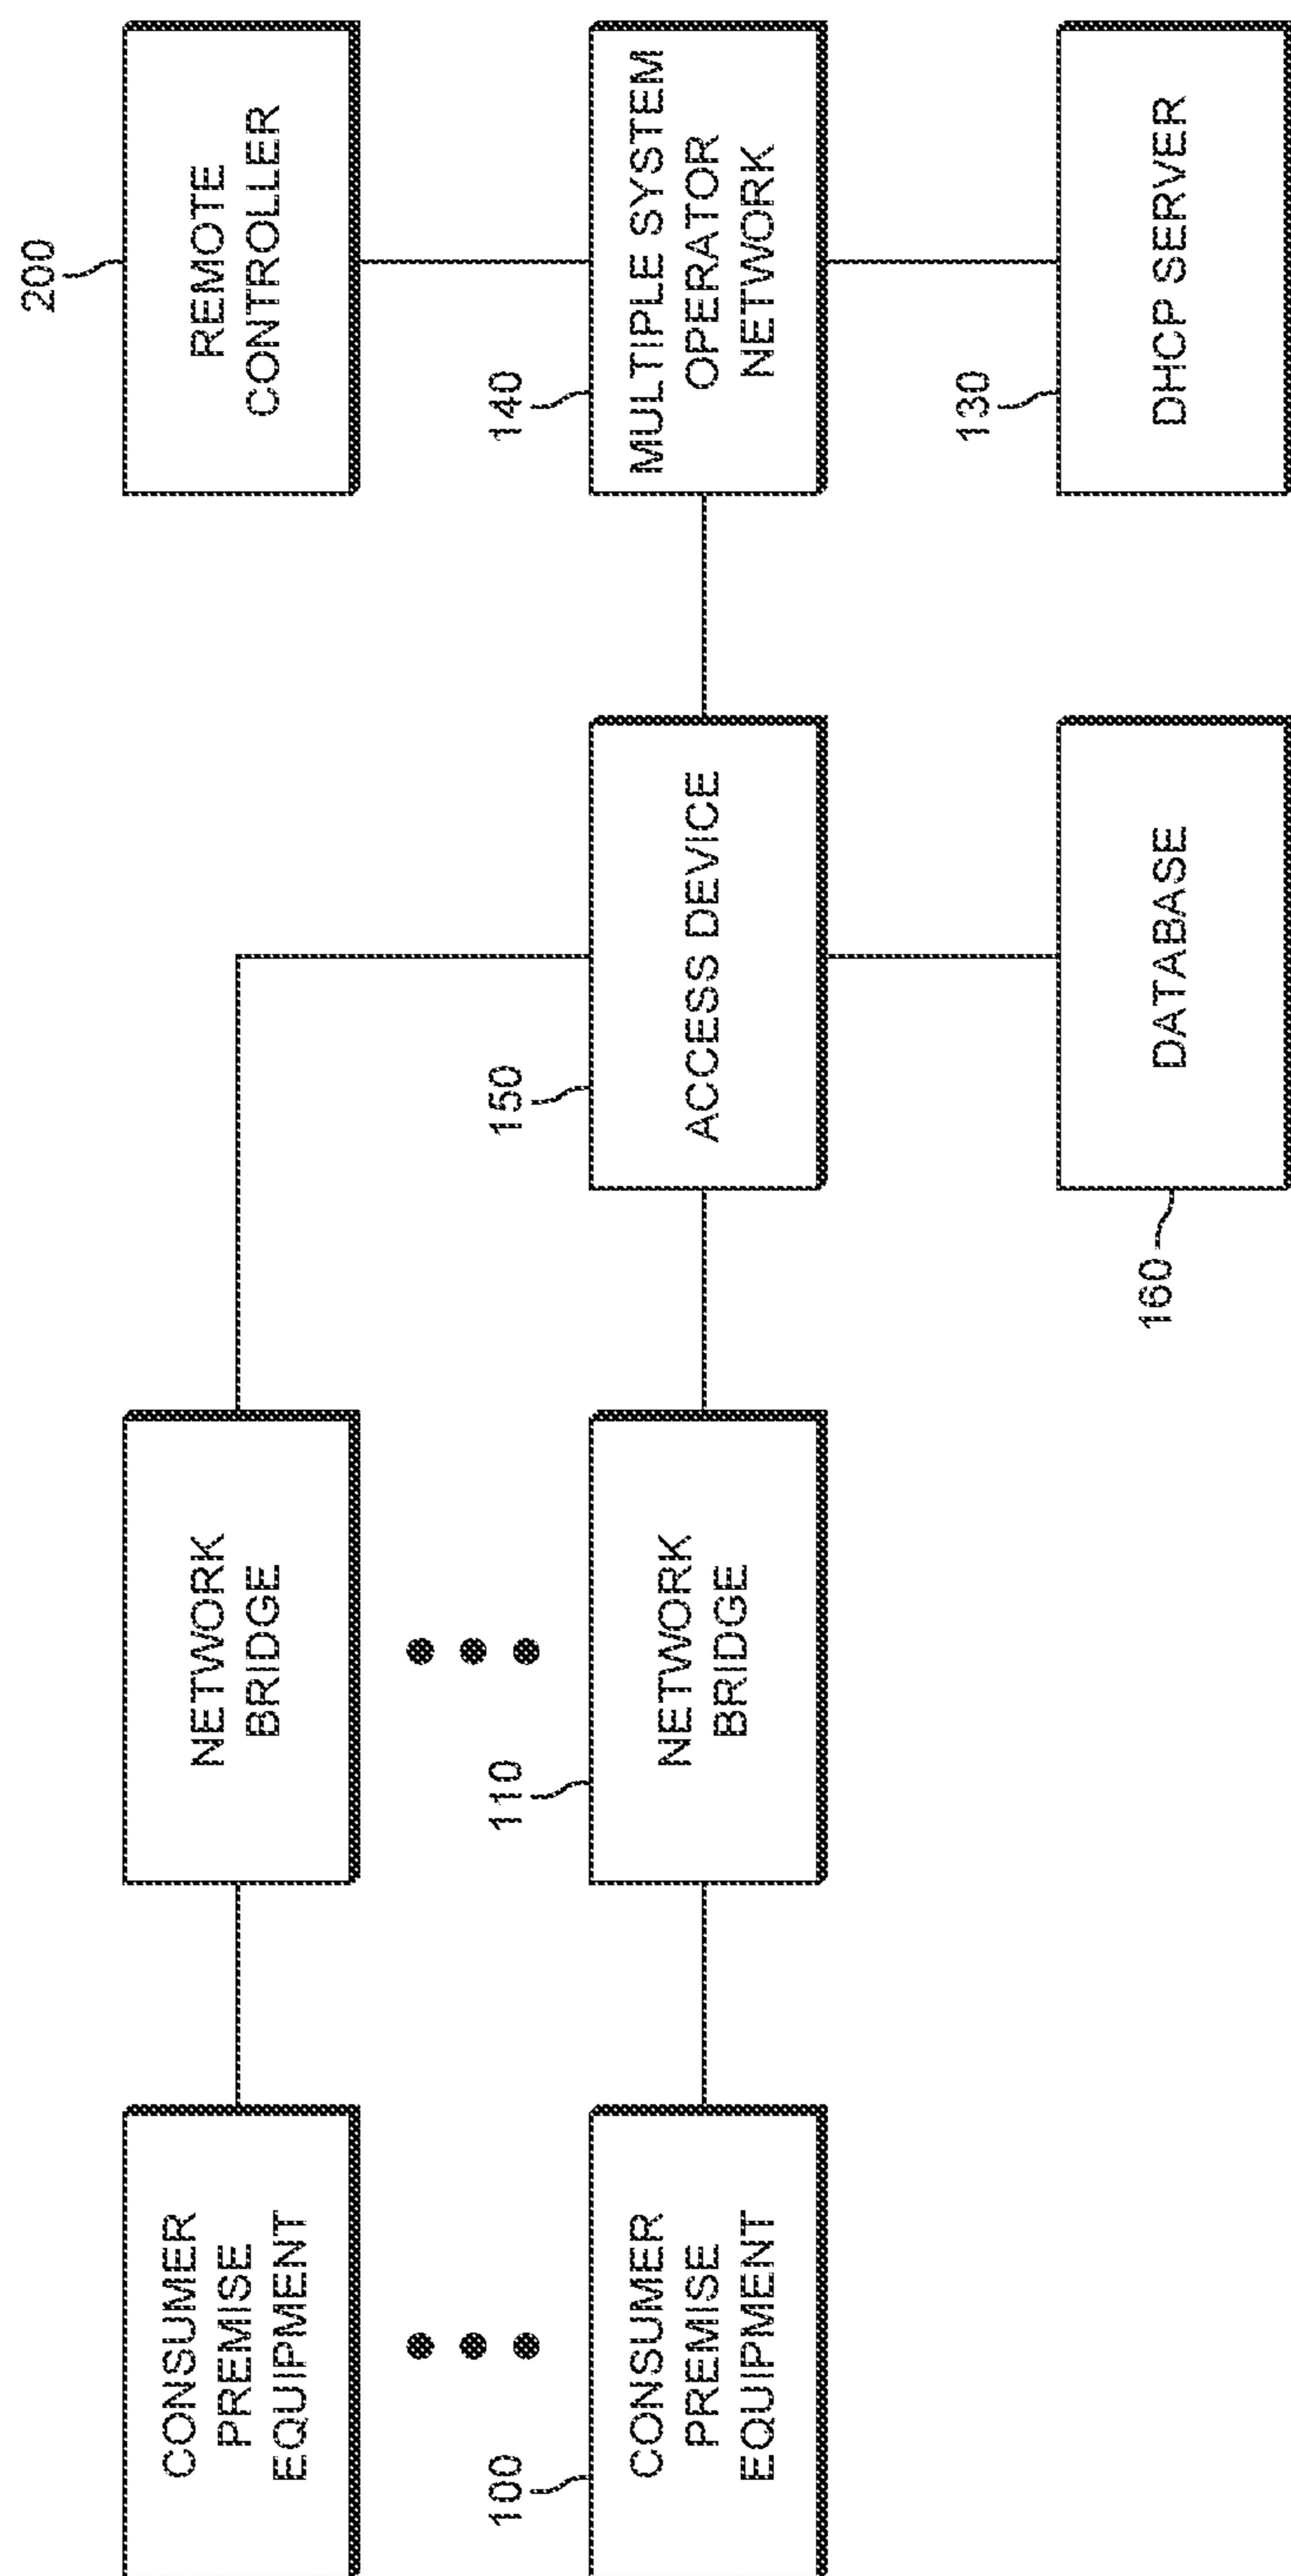 CONSUMER
PREMISE
EQUIPMENT
NETWORK
BRIDGE
200
REMOTE
CONTROLLER
100
CONSUMER
PREMISE
EQUIPMENT
110
NETWORK
BRIDGE
150
ACCESS DEVICE
140
MULTIPLE SYSTEM
OPERATOR
NETWORK
160
DATABASE
130
DHCP SERVER